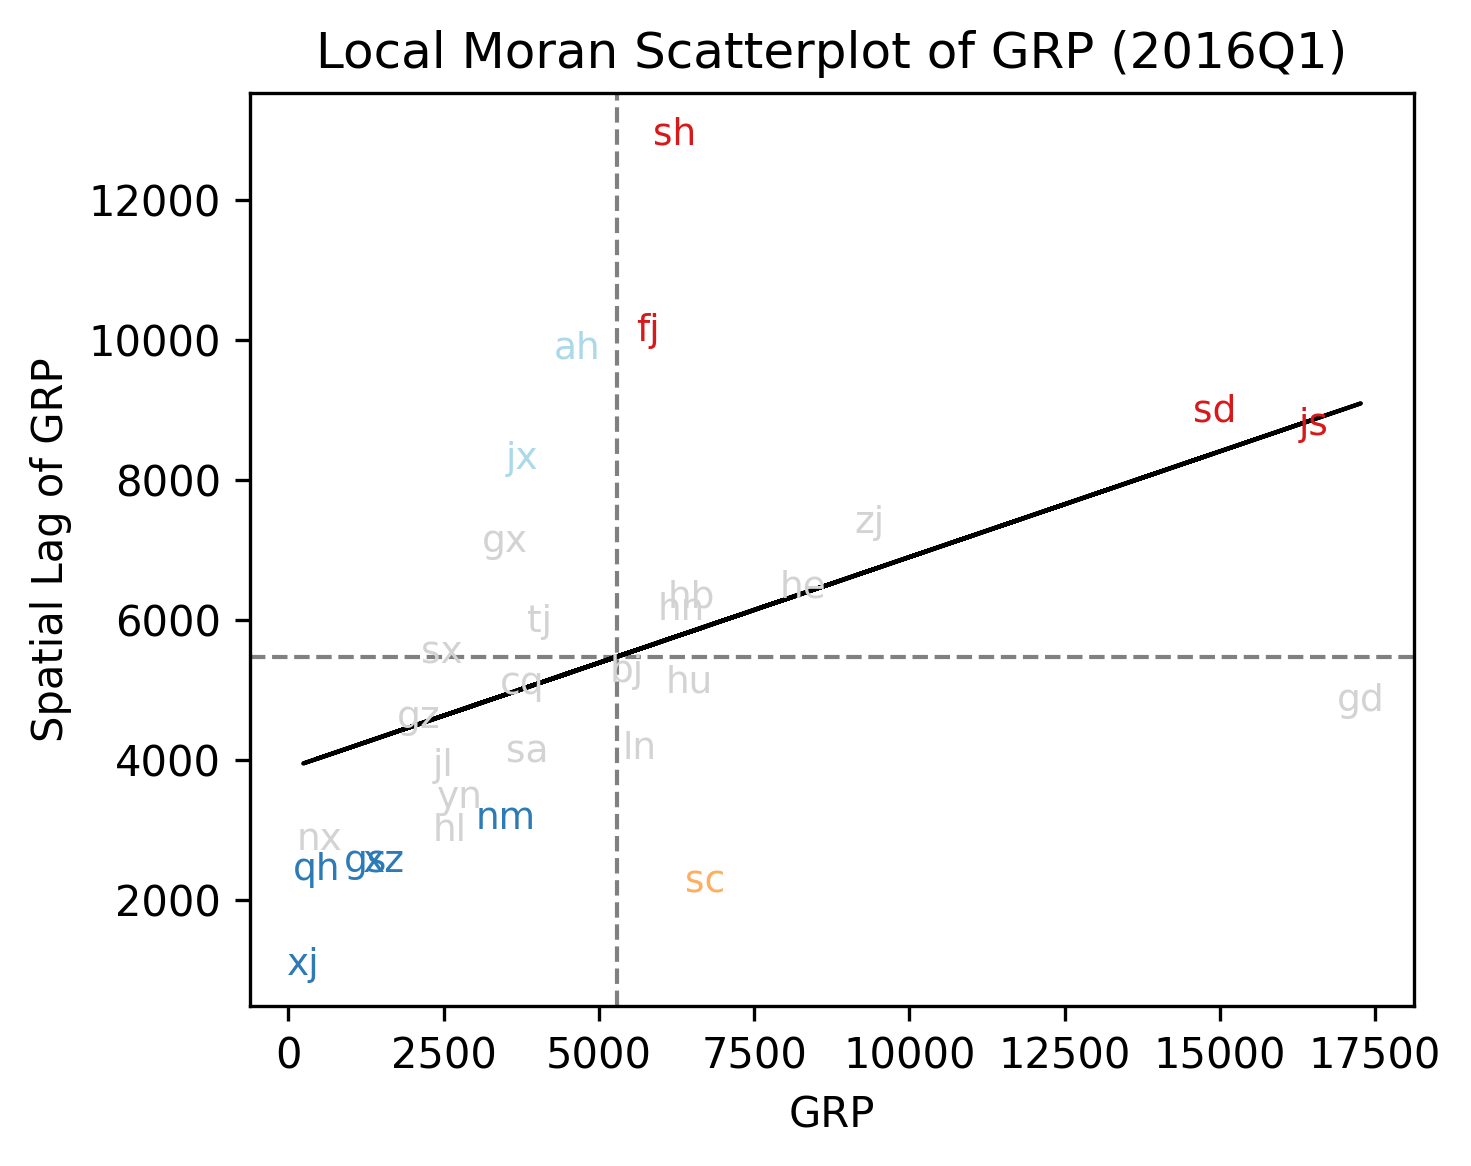 Local Moran Scatterplot of GRP (2016Q1)
sh
12000
fj
10000
ah
sd
js
jx
8000
zj
gx
he
hb
hn
6000
tj
sx
bj
cq
hu
gd
gz
ln
sa
jl
4000
yn
nm
hl
nx
qh
gs
xz
sc
2000
xj
Spatial Lag of GRP
0 2500 5000 7500 10000 12500 15000 17500
GRP